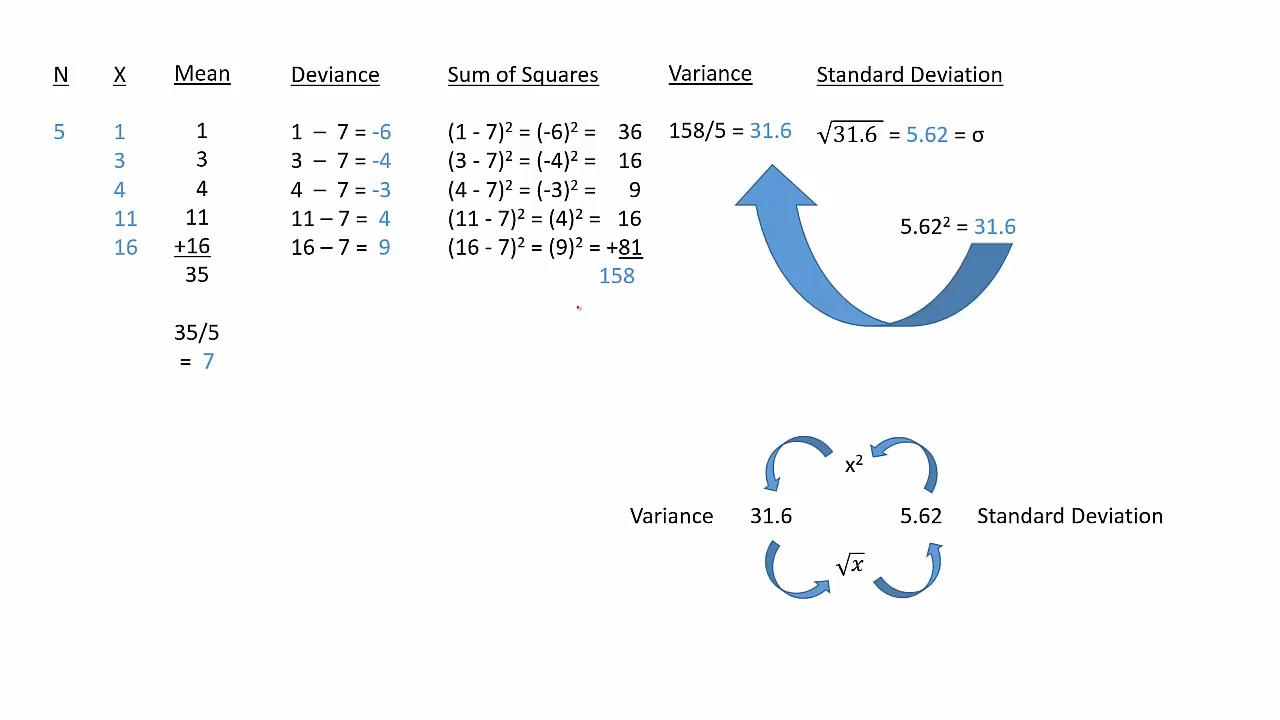 N X Mean Deviance Sum of Squares Variance Standard Deviation
5 1 1 1 – 7 = -6 (1 - 7)² = (-6)² = 36 158/5 = 31.6 √31.6 = 5.62 = σ
3 3 3 – 7 = -4 (3 - 7)² = (-4)² = 16
4 4 4 – 7 = -3 (4 - 7)² = (-3)² = 9
11 11 11 – 7 = 4 (11 - 7)² = (4)² = 16 5.62² = 31.6
16 +16 16 – 7 = 9 (16 - 7)² = (9)² = +81
35 158
35/5
= 7
x²
Variance 31.6 5.62 Standard Deviation
√x